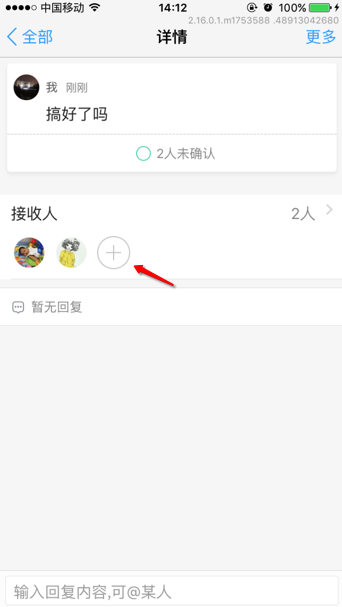 中国移动 14:12 100%
2.16.0.1.m1753588 .48913042680
全部 详情 更多
我 刚刚
搞好了吗
2人未确认
接收人 2人
暂无回复
输入回复内容,可@某人